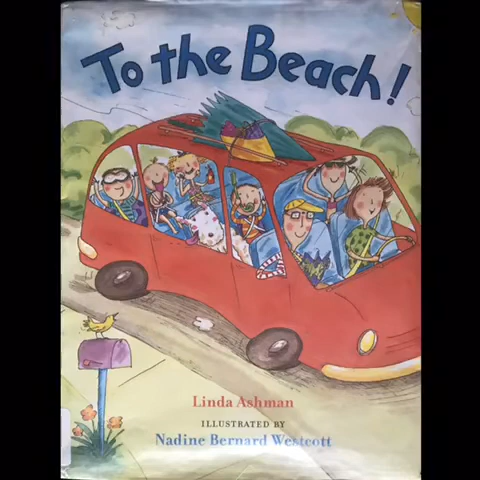 To the Beach!
Linda Ashman
ILLUSTRATED BY
Nadine Bernard Westcott